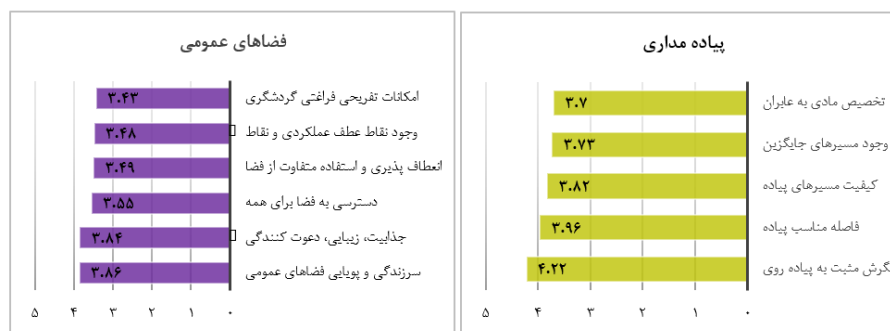 پیاده مداری
تخصیص مادی به عابران
۳.۷
وجود مسیرهای جایگزین
۳.۷۳
کیفیت مسیرهای پیاده
۳.۸۲
فاصله مناسب پیاده
۳.۹۶
نگرش مثبت به پیاده روی
۴.۲۲
۵ ۴ ۳ ۲ ۱ ۰
فضاهای عمومی
امکانات تفریحی فراغتی گردشگری
۳.۴۳
وجود نقاط عطف عملکردی و نقاط
۳.۴۸
انعطاف پذیری و استفاده متفاوت از فضا
۳.۴۹
دسترسی به فضا برای همه
۳.۵۵
جذابیت، زیبایی، دعوت کنندگی
۳.۸۴
سرزندگی و پویایی فضاهای عمومی
۳.۸۶
۵ ۴ ۳ ۲ ۱ ۰